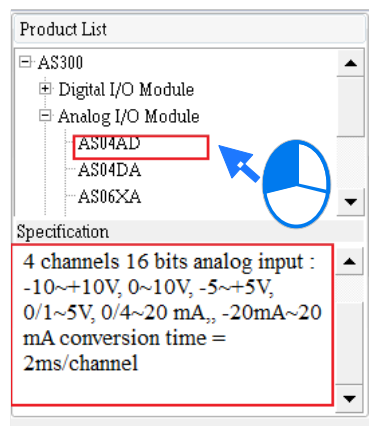 Product List
AS300
Digital I/O Module
Analog I/O Module
AS04AD
AS04DA
AS06XA
Specification
4 channels 16 bits analog input :
-10~+10V, 0~10V, -5~+5V,
0/1~5V, 0/4~20 mA,, -20mA~20
mA conversion time =
2ms/channel